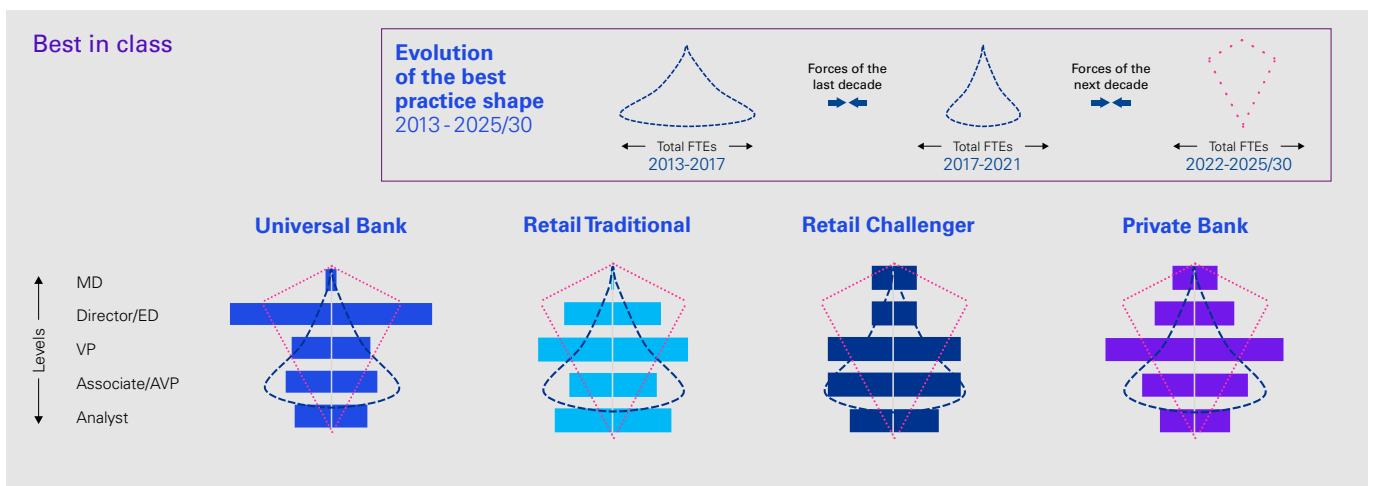 Best in class
Evolution
of the best
practice shape
2013 - 2025/30
Forces of the
last decade
Forces of the
next decade
Total FTEs
2013-2017
Total FTEs
2017-2021
Total FTEs
2022-2025/30
Universal Bank
Retail Traditional
Retail Challenger
Private Bank
Levels
MD
Director/ED
VP
Associate/AVP
Analyst